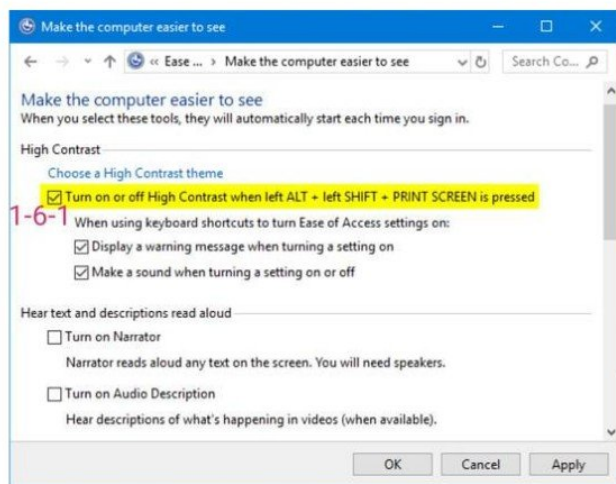 Make the computer easier to see
« Ease ... › Make the computer easier to see
Search Co...
Make the computer easier to see
When you select these tools, they will automatically start each time you sign in.
High Contrast
Choose a High Contrast theme
Turn on or off High Contrast when left ALT + left SHIFT + PRINT SCREEN is pressed
1-6-1
When using keyboard shortcuts to turn Ease of Access settings on:
Display a warning message when turning a setting on
Make a sound when turning a setting on or off
Hear text and descriptions read aloud
Turn on Narrator
Narrator reads aloud any text on the screen. You will need speakers.
Turn on Audio Description
Hear descriptions of what's happening in videos (when available).
OK
Cancel
Apply